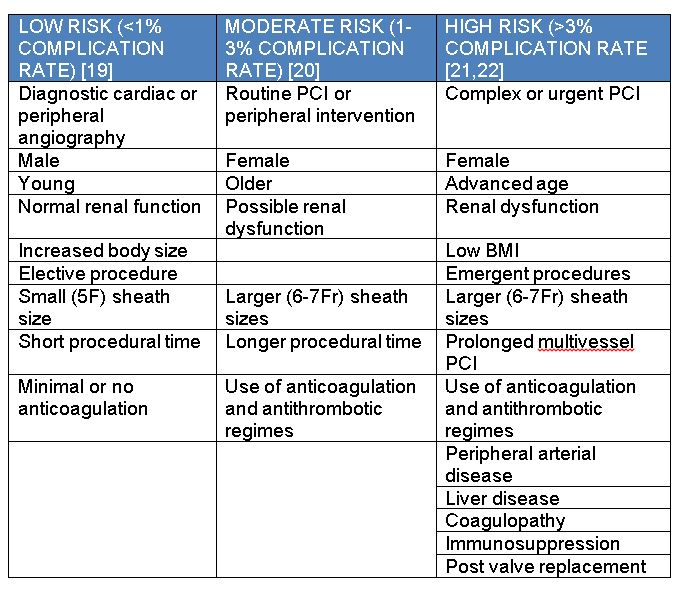 LOW RISK (<1% COMPLICATION RATE) [19]
MODERATE RISK (1-3% COMPLICATION RATE) [20]
HIGH RISK (>3% COMPLICATION RATE [21,22]
Diagnostic cardiac or peripheral angiography
Routine PCI or peripheral intervention
Complex or urgent PCI
Male
Female
Female
Young
Older
Advanced age
Normal renal function
Possible renal dysfunction
Renal dysfunction
Increased body size
Low BMI
Elective procedure
Emergent procedures
Small (5F) sheath size
Larger (6-7Fr) sheath sizes
Larger (6-7Fr) sheath sizes
Short procedural time
Longer procedural time
Prolonged multivessel PCI
Minimal or no anticoagulation
Use of anticoagulation and antithrombotic regimes
Use of anticoagulation and antithrombotic regimes
Peripheral arterial disease
Liver disease
Coagulopathy
Immunosuppression
Post valve replacement